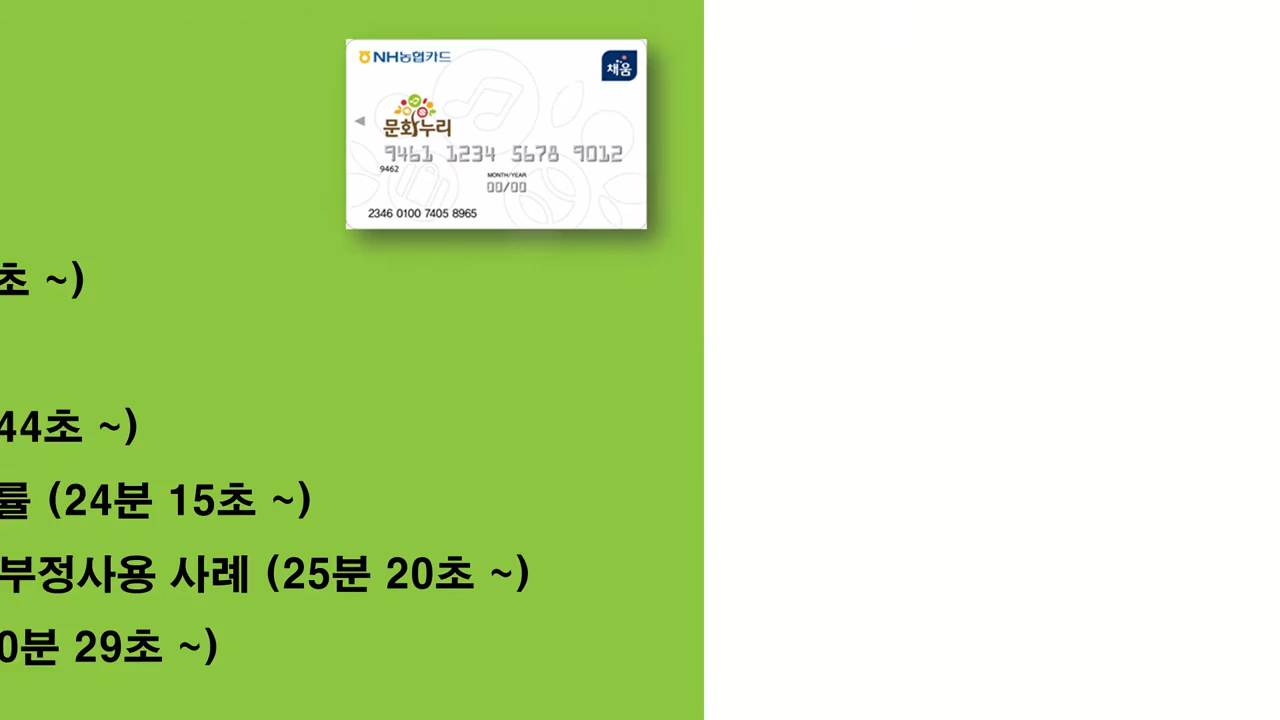 NH농협카드
채움
문화누리
9461 1234 5678 9012
9462
MONTH/YEAR
00/00
2346 0100 7405 8965
초 ~)
44초 ~)
률 (24분 15초 ~)
부정사용 사례 (25분 20초 ~)
0분 29초 ~)